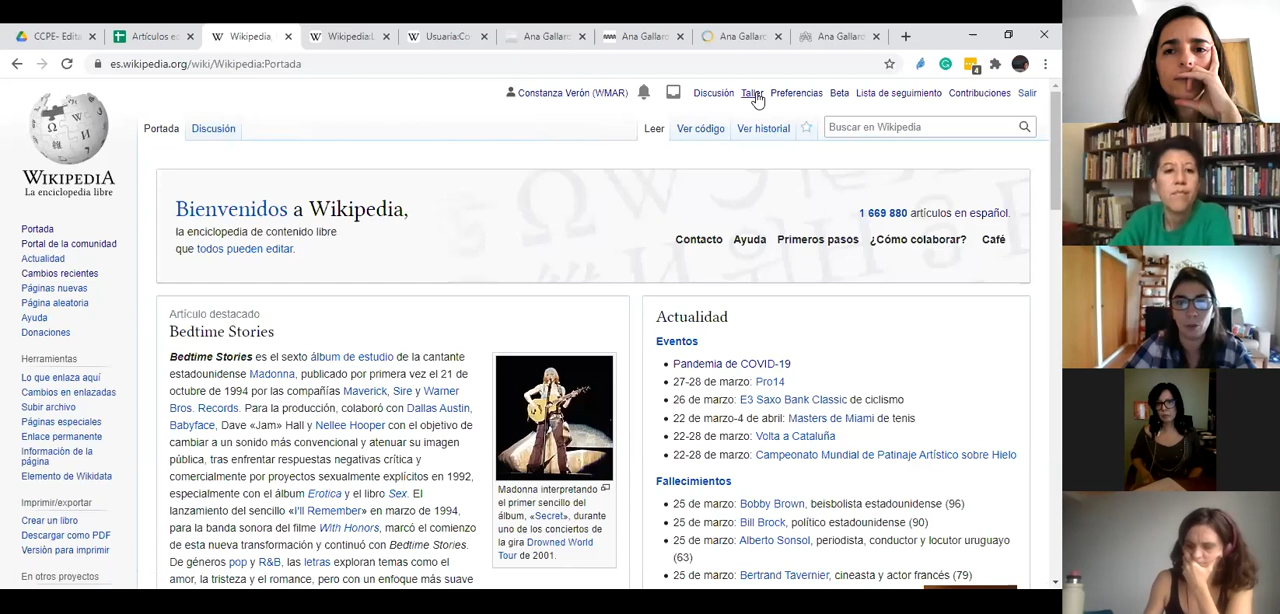 CCPE- Edita
Artículos ed
Wikipedia,
Wikipedia:L
Usuaria:Co
Ana Gallard
Ana Gallard
Ana Gallard
Ana Gallard
es.wikipedia.org/wiki/Wikipedia:Portada
4
Constanza Verón (WMAR)
Discusión
Taller
Preferencias
Beta
Lista de seguimiento
Contribuciones
Salir
Portada
Discusión
Leer
Ver código
Ver historial
Buscar en Wikipedia
WIKIPEDIA
La enciclopedia libre
Portada
Portal de la comunidad
Actualidad
Cambios recientes
Páginas nuevas
Página aleatoria
Ayuda
Donaciones
Herramientas
Lo que enlaza aquí
Cambios en enlazadas
Subir archivo
Páginas especiales
Enlace permanente
Información de la
página
Elemento de Wikidata
Imprimir/exportar
Crear un libro
Descargar como PDF
Versión para imprimir
En otros proyectos
Bienvenidos a Wikipedia,
la enciclopedia de contenido libre
que todos pueden editar.
1 669 880 artículos en español.
Contacto
Ayuda
Primeros pasos
¿Cómo colaborar?
Café
Artículo destacado
Bedtime Stories
Bedtime Stories es el sexto álbum de estudio de la cantante
estadounidense Madonna, publicado por primera vez el 21 de
octubre de 1994 por las compañías Maverick, Sire y Warner
Bros. Records. Para la producción, colaboró con Dallas Austin,
Babyface, Dave «Jam» Hall y Nellee Hooper con el objetivo de
cambiar a un sonido más convencional y atenuar su imagen
pública, tras enfrentar respuestas negativas crítica y
comercialmente por proyectos sexualmente explícitos en 1992,
especialmente con el álbum Erotica y el libro Sex. El
lanzamiento del sencillo «I'll Remember» en marzo de 1994,
para la banda sonora del filme With Honors, marcó el comienzo
de esta nueva transformación y continuó con Bedtime Stories.
De géneros pop y R&B, las letras exploran temas como el
amor, la tristeza y el romance, pero con un enfoque más suave
Madonna interpretando
el primer sencillo del
álbum, «Secret», durante
uno de los conciertos de
la gira Drowned World
Tour de 2001.
Actualidad
Eventos
Pandemia de COVID-19
27-28 de marzo: Pro14
26 de marzo: E3 Saxo Bank Classic de ciclismo
22 de marzo-4 de abril: Masters de Miami de tenis
22-28 de marzo: Volta a Cataluña
22-28 de marzo: Campeonato Mundial de Patinaje Artístico sobre Hielo
Fallecimientos
25 de marzo: Bobby Brown, beisbolista estadounidense (96)
25 de marzo: Bill Brock, político estadounidense (90)
25 de marzo: Alberto Sonsol, periodista, conductor y locutor uruguayo
(63)
25 de marzo: Bertrand Tavernier, cineasta y actor francés (79)